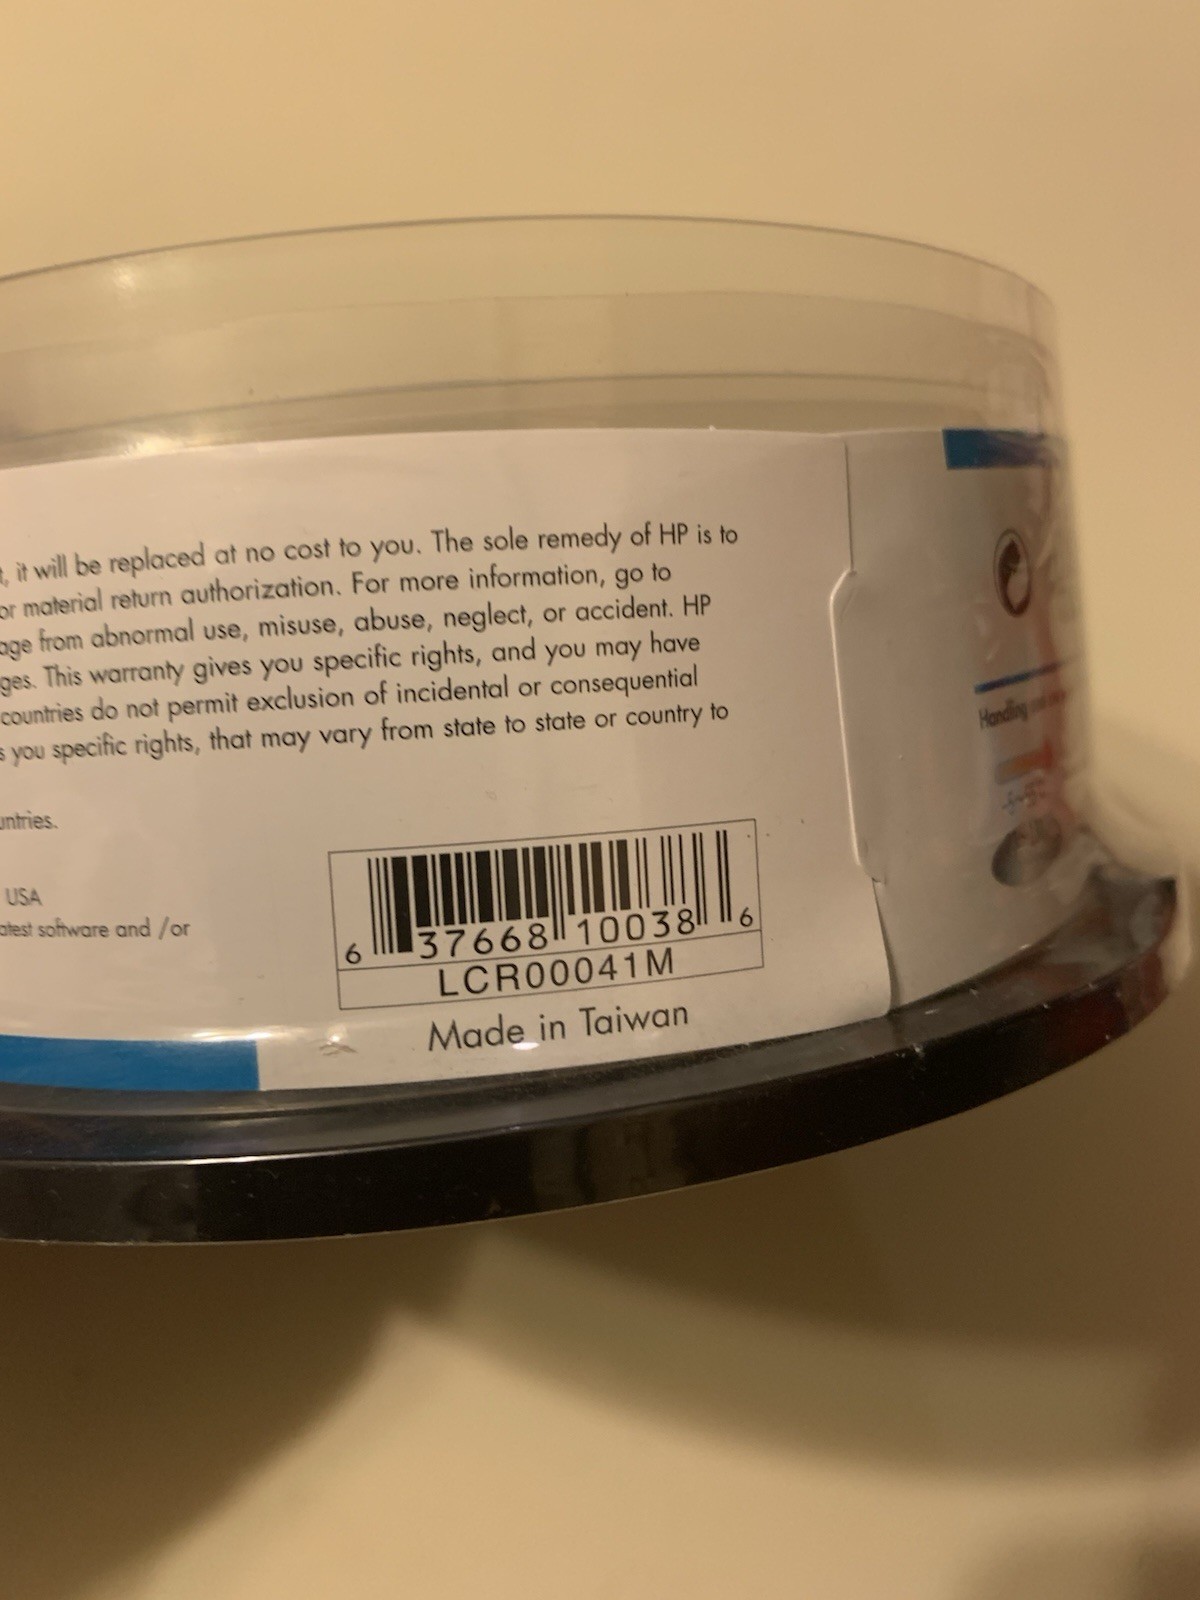 , it will be replaced at no cost to you. The sole remedy of HP is to
or material return authorization. For more information, go to
age from abnormal use, misuse, abuse, neglect, or accident. HP
ges. This warranty gives you specific rights, and you may have
countries do not permit exclusion of incidental or consequential
s you specific rights, that may vary from state to state or country to
untries.
USA
atest software and /or
6 37668 10038 6
LCR00041M
Made in Taiwan
Handling